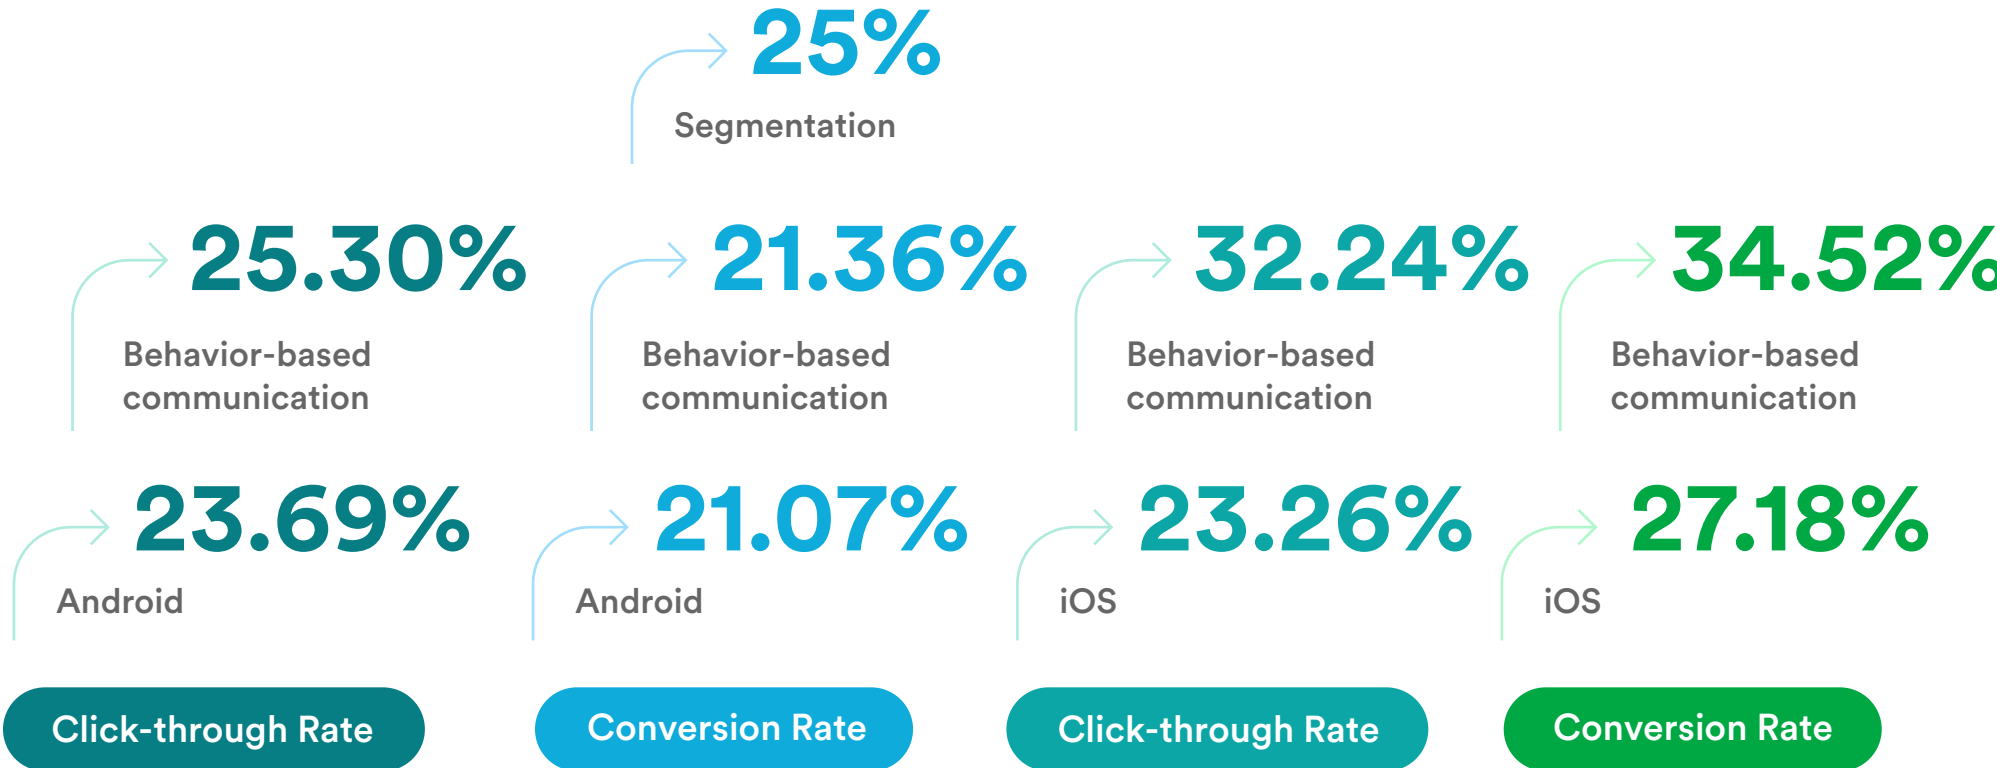 25%
Segmentation
25.30%
21.36%
32.24%
34.52%
Behavior-based
communication
Behavior-based
communication
Behavior-based
communication
Behavior-based
communication
23.69%
21.07%
23.26%
27.18%
Android
Android
iOS
iOS
Click-through Rate
Conversion Rate
Click-through Rate
Conversion Rate